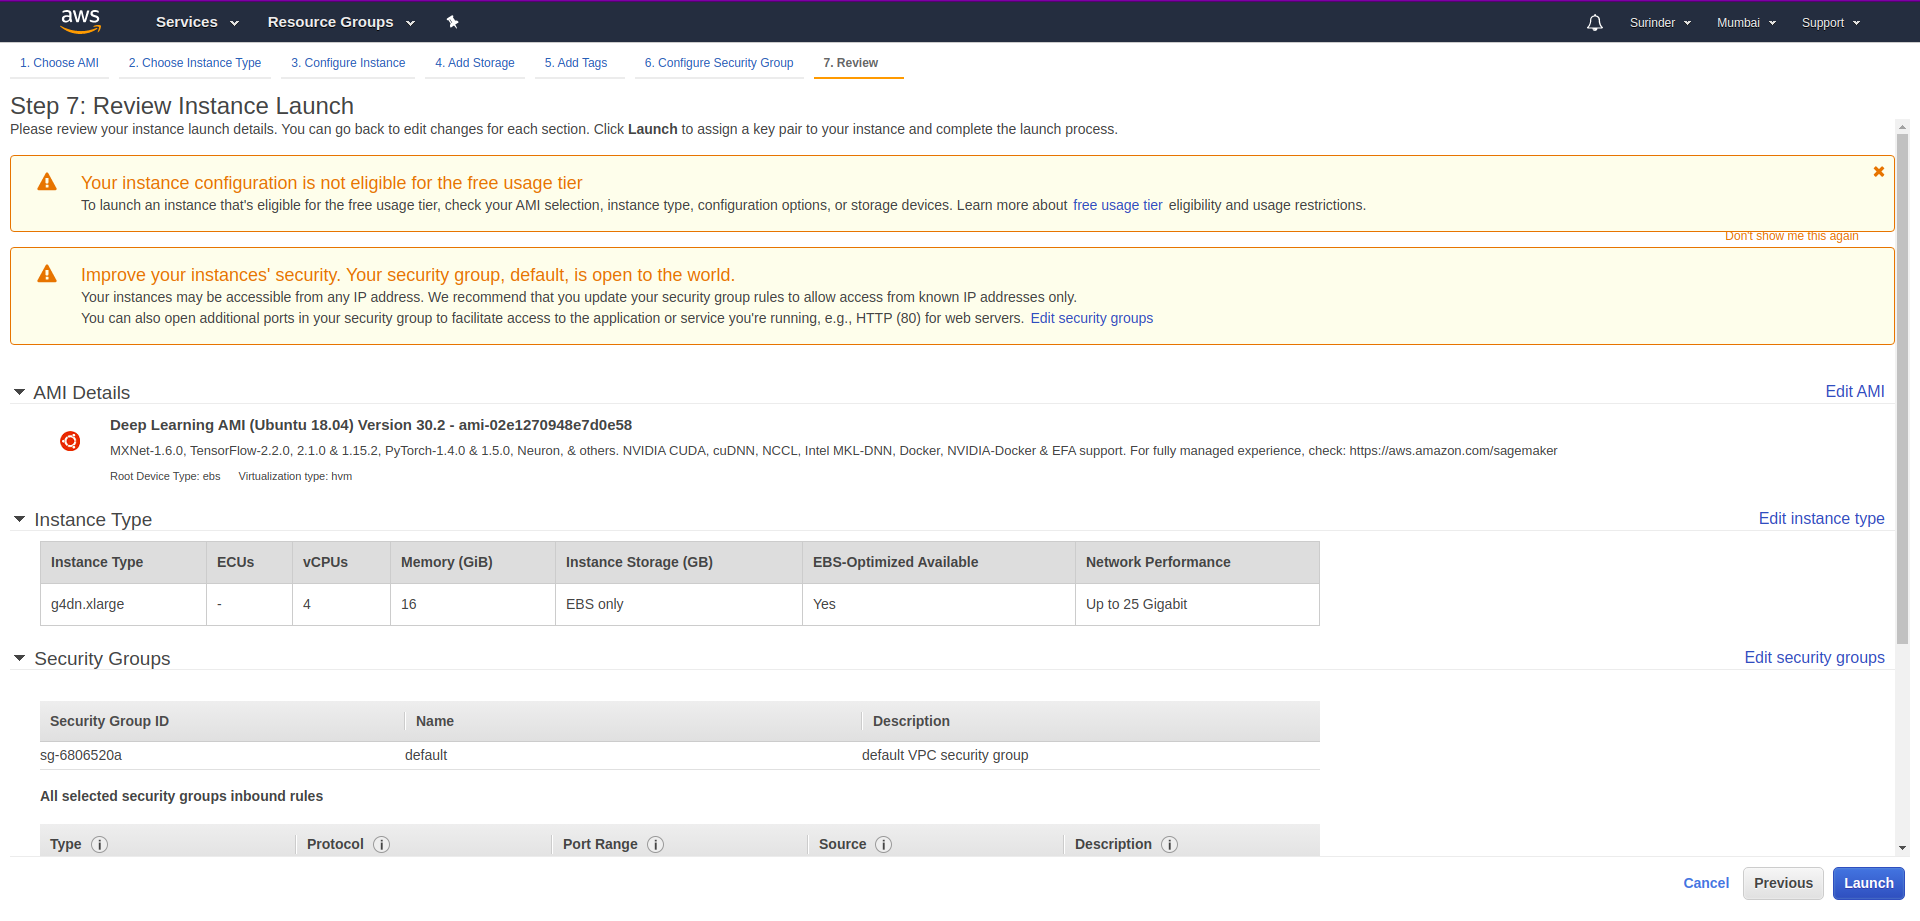 aws Services Resource Groups Surinder Mumbai Support
1. Choose AMI 2. Choose Instance Type 3. Configure Instance 4. Add Storage 5. Add Tags 6. Configure Security Group 7. Review
Step 7: Review Instance Launch
Please review your instance launch details. You can go back to edit changes for each section. Click Launch to assign a key pair to your instance and complete the launch process.
Your instance configuration is not eligible for the free usage tier
To launch an instance that's eligible for the free usage tier, check your AMI selection, instance type, configuration options, or storage devices. Learn more about free usage tier eligibility and usage restrictions.
Don't show me this again
Improve your instances' security. Your security group, default, is open to the world.
Your instances may be accessible from any IP address. We recommend that you update your security group rules to allow access from known IP addresses only.
You can also open additional ports in your security group to facilitate access to the application or service you're running, e.g., HTTP (80) for web servers. Edit security groups
AMI Details Edit AMI
Deep Learning AMI (Ubuntu 18.04) Version 30.2 - ami-02e1270948e7d0e58
MXNet-1.6.0, TensorFlow-2.2.0, 2.1.0 & 1.15.2, PyTorch-1.4.0 & 1.5.0, Neuron, & others. NVIDIA CUDA, cuDNN, NCCL, Intel MKL-DNN, Docker, NVIDIA-Docker & EFA support. For fully managed experience, check: https://aws.amazon.com/sagemaker
Root Device Type: ebs Virtualization type: hvm
Instance Type Edit instance type
Instance Type ECUs vCPUs Memory (GiB) Instance Storage (GB) EBS-Optimized Available Network Performance
g4dn.xlarge - 4 16 EBS only Yes Up to 25 Gigabit
Security Groups Edit security groups
Security Group ID Name Description
sg-6806520a default default VPC security group
All selected security groups inbound rules
Type Protocol Port Range Source Description
Cancel Previous Launch